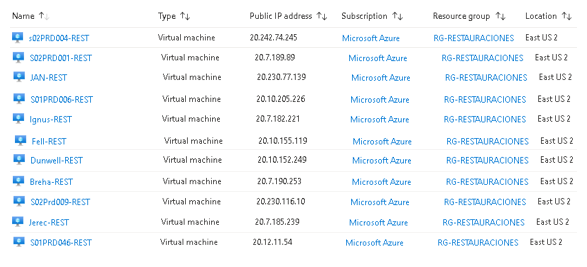 Name ↑↓ Type ↑↓ Public IP address ↑↓ Subscription ↑↓ Resource group ↑↓ Location ↑↓
s02PRD004-REST Virtual machine 20.242.74.245 Microsoft Azure RG-RESTAURACIONES East US 2
S02PRD001-REST Virtual machine 20.7.189.89 Microsoft Azure RG-RESTAURACIONES East US 2
JAN-REST Virtual machine 20.230.77.139 Microsoft Azure RG-RESTAURACIONES East US 2
S01PRD006-REST Virtual machine 20.10.205.226 Microsoft Azure RG-RESTAURACIONES East US 2
Ignus-REST Virtual machine 20.7.182.221 Microsoft Azure RG-RESTAURACIONES East US 2
Fell-REST Virtual machine 20.10.155.119 Microsoft Azure RG-RESTAURACIONES East US 2
Dunwell-REST Virtual machine 20.10.152.249 Microsoft Azure RG-RESTAURACIONES East US 2
Breha-REST Virtual machine 20.7.190.253 Microsoft Azure RG-RESTAURACIONES East US 2
S02Prd009-REST Virtual machine 20.230.116.10 Microsoft Azure RG-RESTAURACIONES East US 2
Jerec-REST Virtual machine 20.7.185.239 Microsoft Azure RG-RESTAURACIONES East US 2
S01PRD046-REST Virtual machine 20.12.11.54 Microsoft Azure RG-RESTAURACIONES East US 2